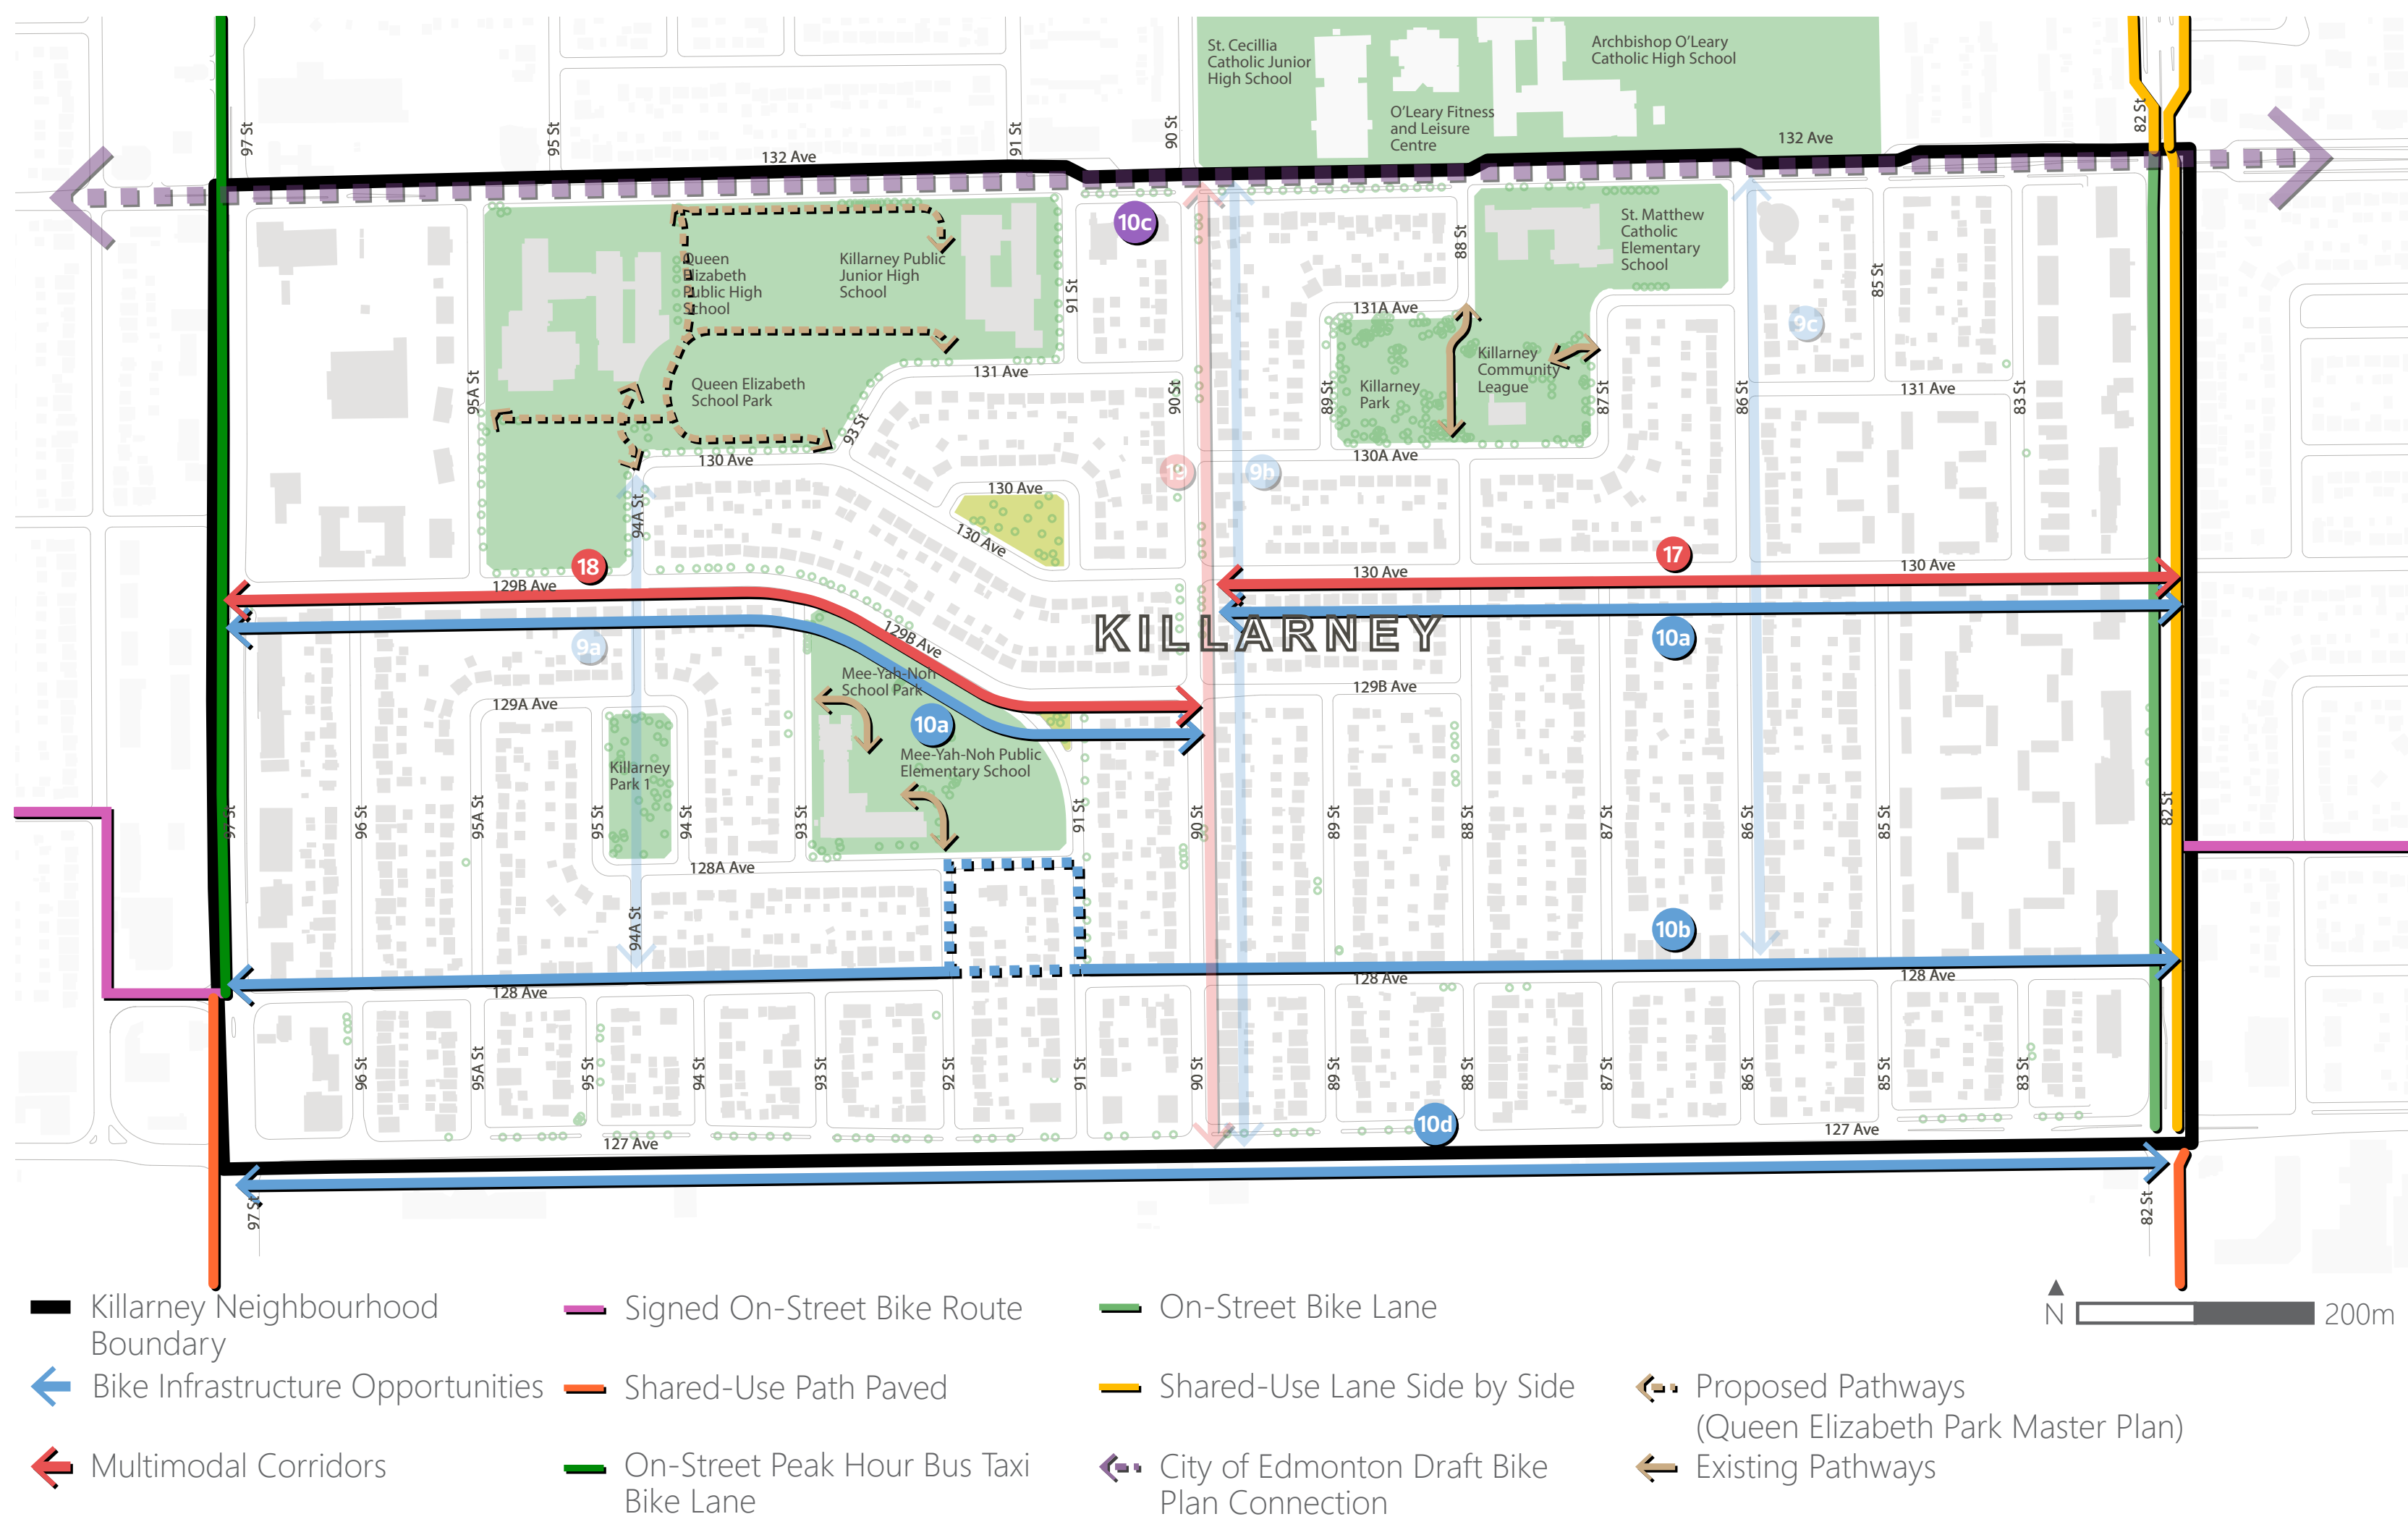 St. Cecillia
Catholic Junior
High School
Archbishop O'Leary
Catholic High School
O'Leary Fitness
and Leisure
Centre
97 St
95 St
91 St
90 St
82 St
132 Ave
132 Ave
10c
Queen
Elizabeth
Public High
School
Killarney Public
Junior High
School
91 St
88 St
St. Matthew
Catholic
Elementary
School
85 St
131A Ave
9c
Queen Elizabeth
School Park
131 Ave
Killarney
Community
League
Killarney
Park
131 Ave
95A St
93 St
90 St
89 St
87 St
86 St
83 St
130 Ave
130A Ave
19
9b
130 Ave
94A St
130 Ave
18
17
129B Ave
130 Ave
130 Ave
KILLARNEY
9a
129B Ave
10a
Mee-Yah-Noh
School Park
129B Ave
129A Ave
10a
Mee-Yah-Noh Public
Elementary School
Killarney
Park 1
97 St
96 St
95A St
95 St
94 St
93 St
91 St
90 St
89 St
88 St
87 St
86 St
85 St
82 St
128A Ave
94A St
10b
128 Ave
128 Ave
128 Ave
96 St
95A St
95 St
94 St
93 St
92 St
91 St
90 St
89 St
88 St
87 St
86 St
85 St
83 St
10d
127 Ave
127 Ave
97 St
82 St
Killarney Neighbourhood
Boundary
Signed On-Street Bike Route
On-Street Bike Lane
N
200m
Bike Infrastructure Opportunities
Shared-Use Path Paved
Shared-Use Lane Side by Side
Proposed Pathways
(Queen Elizabeth Park Master Plan)
Multimodal Corridors
On-Street Peak Hour Bus Taxi
Bike Lane
City of Edmonton Draft Bike
Plan Connection
Existing Pathways